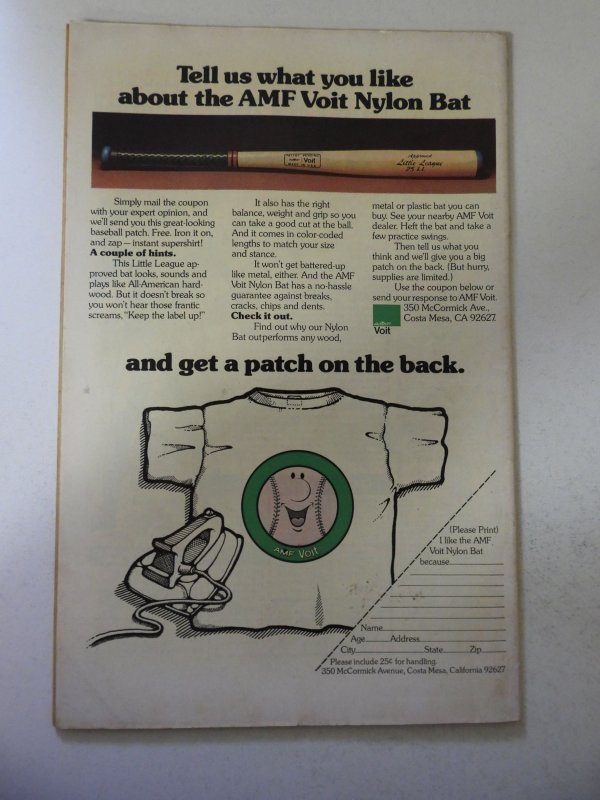 Tell us what you like
about the AMF Voit Nylon Bat
Voit
MADE IN U.S.A.
Approved
Little League
25 LL
Simply mail the coupon
with your expert opinion, and
we'll send you this great-looking
baseball patch. Free. Iron it on,
and zap — instant supershirt!
A couple of hints.
This Little League ap-
proved bat looks, sounds and
plays like All-American hard-
wood. But it doesn't break so
you won't hear those frantic
screams, "Keep the label up!"
It also has the right
balance, weight and grip so you
can take a good cut at the ball.
And it comes in color-coded
lengths to match your size
and stance.
It won't get battered-up
like metal, either. And the AMF
Voit Nylon Bat has a no-hassle
guarantee against breaks,
cracks, chips and dents.
Check it out.
Find out why our Nylon
Bat outperforms any wood,
metal or plastic bat you can
buy. See your nearby AMF Voit
dealer. Heft the bat and take a
few practice swings.
Then tell us what you
think and we'll give you a big
patch on the back. (But hurry,
supplies are limited.)
Use the coupon below or
send your response to AMF Voit.
350 McCormick Ave.,
Costa Mesa, CA 92627.
AMF
Voit
and get a patch on the back.
AMF Voit
(Please Print)
I like the AMF
Voit Nylon Bat
because
Name
Age Address
City State Zip
Please include 25¢ for handling.
350 McCormick Avenue, Costa Mesa, California 92627